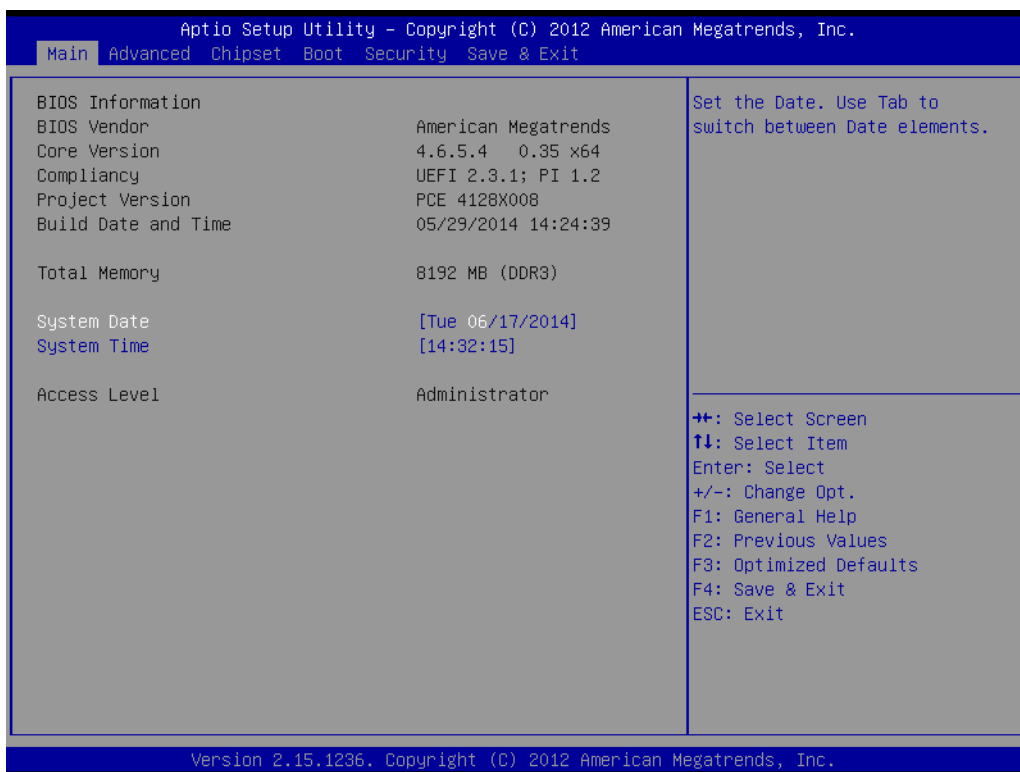 Aptio Setup Utility – Copyright (C) 2012 American Megatrends, Inc.
Main Advanced Chipset Boot Security Save & Exit
BIOS Information
BIOS Vendor American Megatrends
Core Version 4.6.5.4 0.35 x64
Compliancy UEFI 2.3.1; PI 1.2
Project Version PCE 4128X008
Build Date and Time 05/29/2014 14:24:39
Total Memory 8192 MB (DDR3)
System Date [Tue 06/17/2014]
System Time [14:32:15]
Access Level Administrator
Set the Date. Use Tab to
switch between Date elements.
→←: Select Screen
↑↓: Select Item
Enter: Select
+/-: Change Opt.
F1: General Help
F2: Previous Values
F3: Optimized Defaults
F4: Save & Exit
ESC: Exit
Version 2.15.1236. Copyright (C) 2012 American Megatrends, Inc.